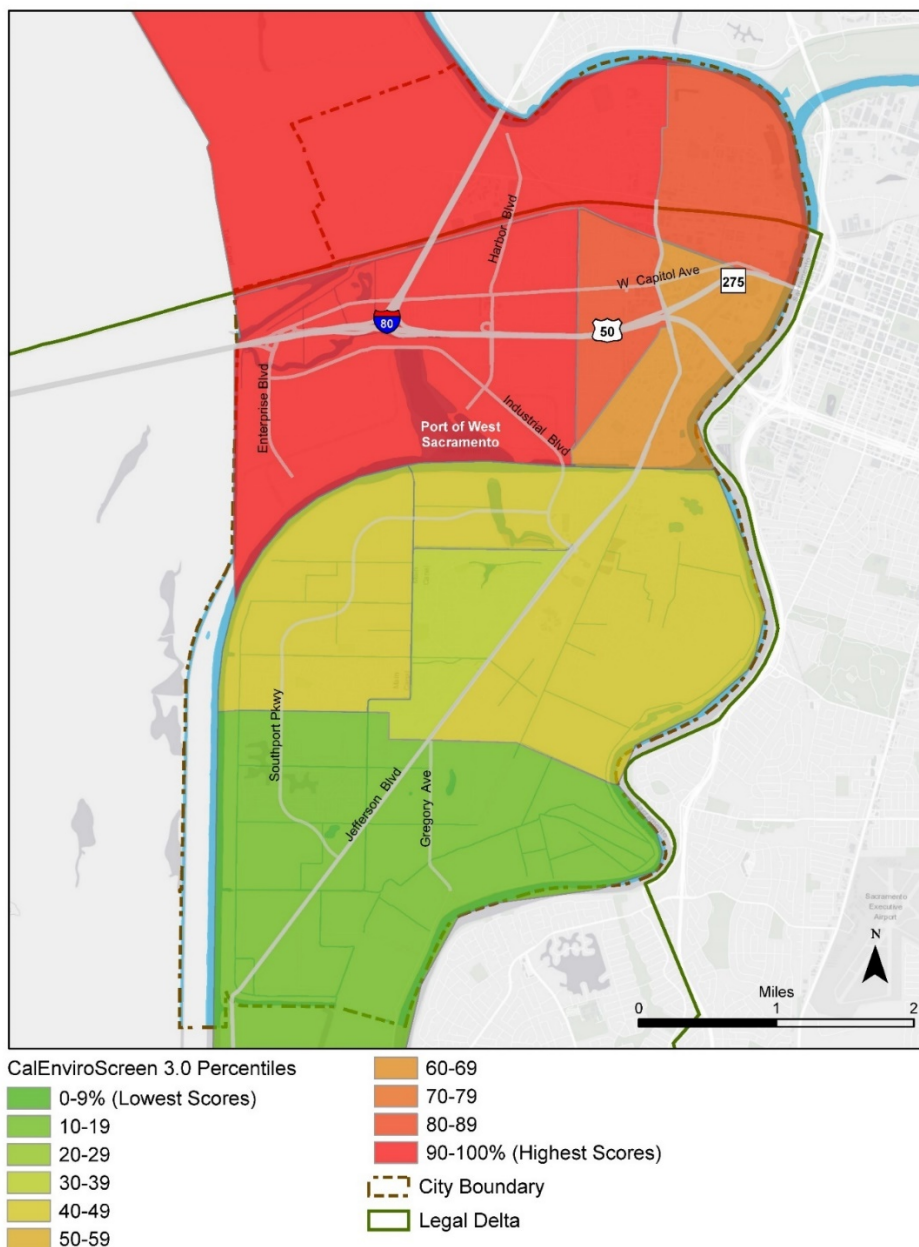 Harbor Blvd
W Capitol Ave
275
80
50
Enterprise Blvd
Industrial Blvd
Port of West
Sacramento
Southport Pkwy
Jefferson Blvd
Gregory Ave
Sacramento
Executive
Airport
N
Miles
0 1 2
CalEnviroScreen 3.0 Percentiles
0-9% (Lowest Scores)
10-19
20-29
30-39
40-49
50-59
60-69
70-79
80-89
90-100% (Highest Scores)
City Boundary
Legal Delta